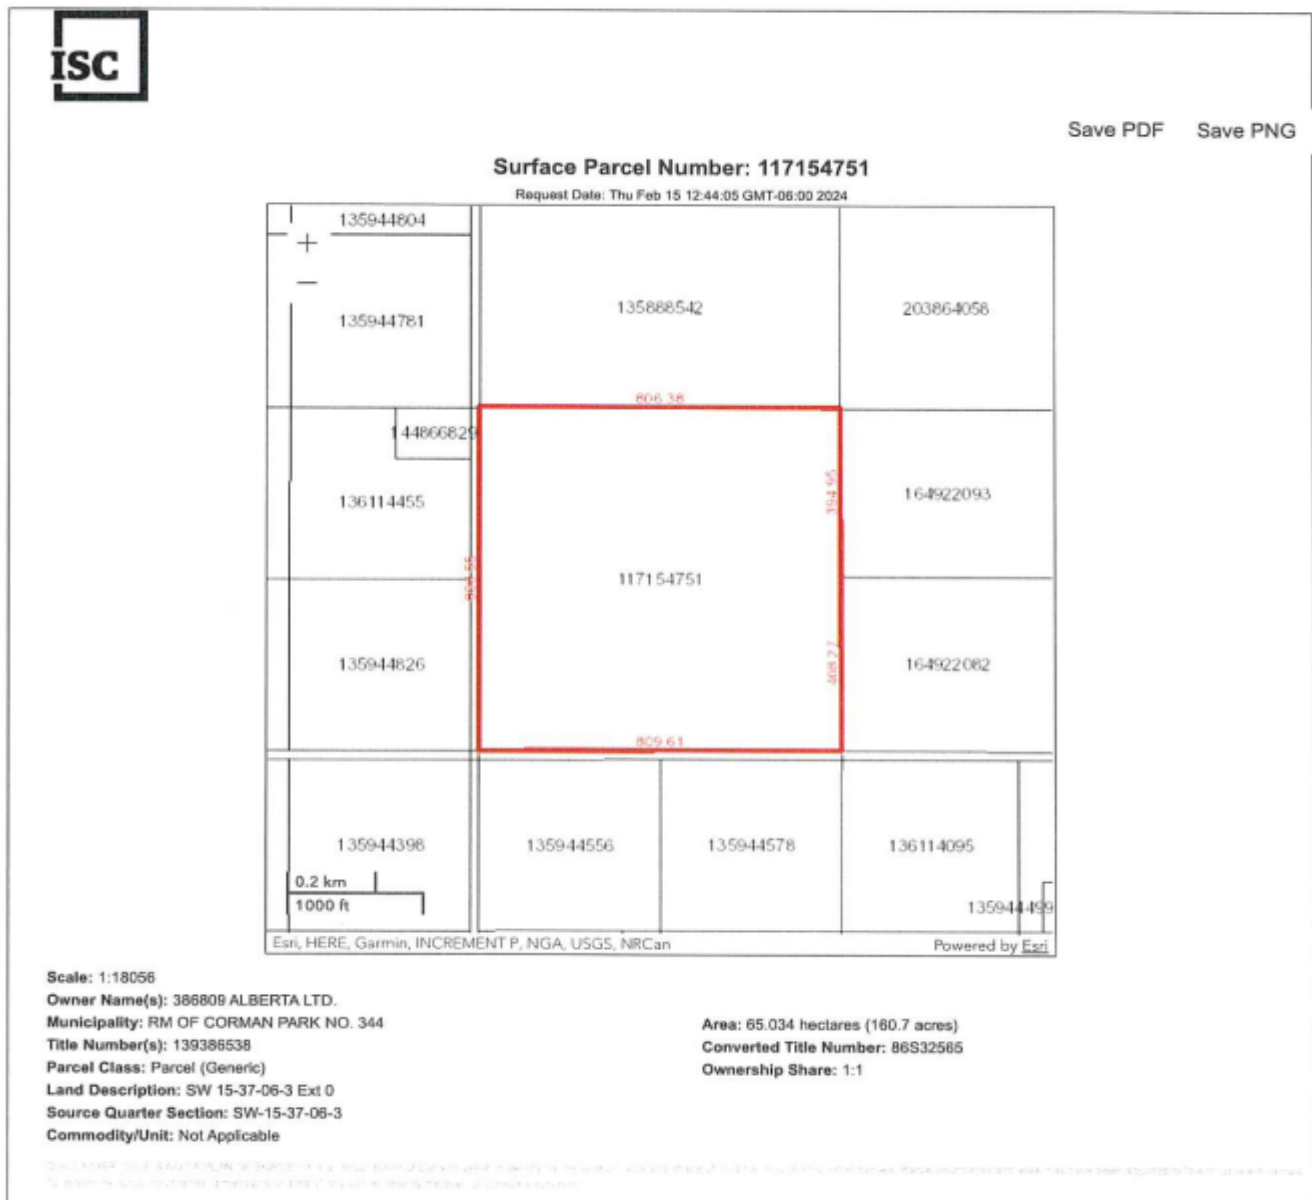 ISC
Save PDF Save PNG
Surface Parcel Number: 117154751
Request Date: Thu Feb 15 12:44:05 GMT-06:00 2024
135944804
+
−
135944781
135888542
203864058
806.38
144866829
136114455
394.95
164922093
117154751
135944826
408.27
164922082
809.61
135944398
135944556
135944578
136114095
0.2 km
1000 ft
135944499
Esri, HERE, Garmin, INCREMENT P, NGA, USGS, NRCan
Powered by Esri
Scale: 1:18056
Owner Name(s): 386809 ALBERTA LTD.
Municipality: RM OF CORMAN PARK NO. 344
Title Number(s): 139386538
Parcel Class: Parcel (Generic)
Land Description: SW 15-37-06-3 Ext 0
Source Quarter Section: SW-15-37-06-3
Commodity/Unit: Not Applicable
Area: 65.034 hectares (160.7 acres)
Converted Title Number: 86S32565
Ownership Share: 1:1